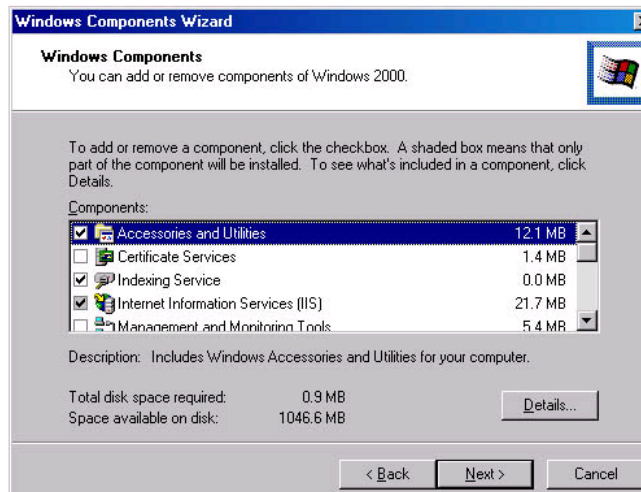 Windows Components Wizard
Windows Components
You can add or remove components of Windows 2000.
To add or remove a component, click the checkbox. A shaded box means that only
part of the component will be installed. To see what's included in a component, click
Details.
Components:
Accessories and Utilities 12.1 MB
Certificate Services 1.4 MB
Indexing Service 0.0 MB
Internet Information Services (IIS) 21.7 MB
Management and Monitoring Tools 5.4 MB
Description: Includes Windows Accessories and Utilities for your computer.
Total disk space required: 0.9 MB
Space available on disk: 1046.6 MB
Details...
< Back Next > Cancel